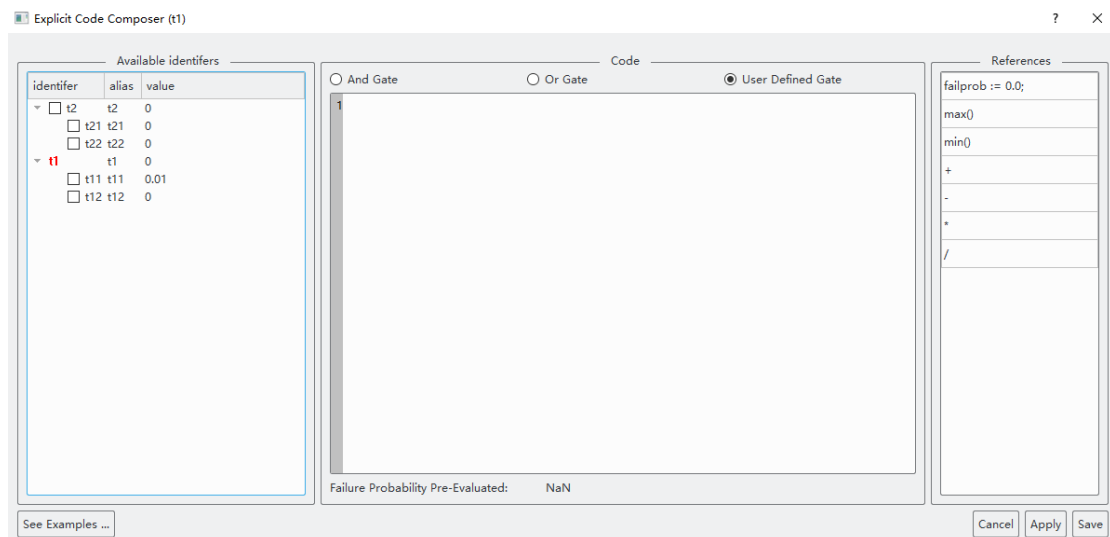 Explicit Code Composer (t1)
? ×
Available identifers
Code
References
identifer alias value
t2 t2 0
t21 t21 0
t22 t22 0
t1 t1 0
t11 t11 0.01
t12 t12 0
And Gate Or Gate User Defined Gate
1
Failure Probability Pre-Evaluated: NaN
failprob := 0.0;
max()
min()
+
-
*
/
See Examples ...
Cancel Apply Save